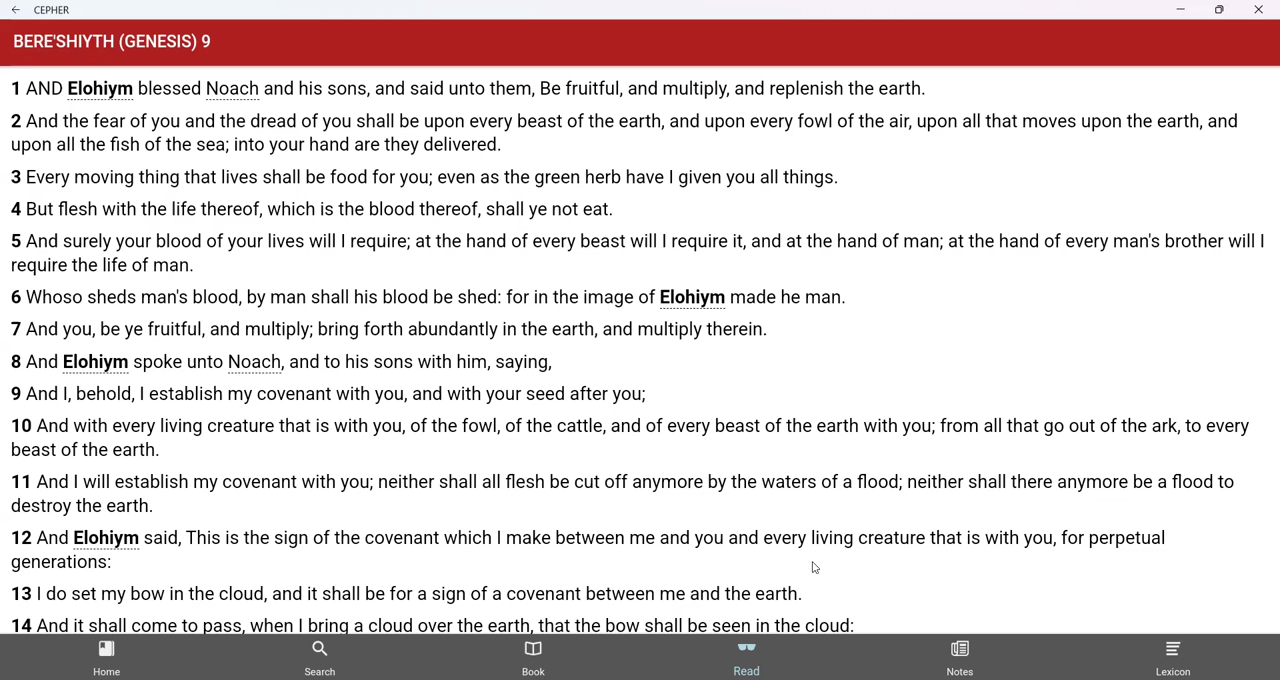 CEPHER
BERE'SHIYTH (GENESIS) 9
1 AND Elohiym blessed Noach and his sons, and said unto them, Be fruitful, and multiply, and replenish the earth.
2 And the fear of you and the dread of you shall be upon every beast of the earth, and upon every fowl of the air, upon all that moves upon the earth, and
upon all the fish of the sea; into your hand are they delivered.
3 Every moving thing that lives shall be food for you; even as the green herb have I given you all things.
4 But flesh with the life thereof, which is the blood thereof, shall ye not eat.
5 And surely your blood of your lives will I require; at the hand of every beast will I require it, and at the hand of man; at the hand of every man's brother will I
require the life of man.
6 Whoso sheds man's blood, by man shall his blood be shed: for in the image of Elohiym made he man.
7 And you, be ye fruitful, and multiply; bring forth abundantly in the earth, and multiply therein.
8 And Elohiym spoke unto Noach, and to his sons with him, saying,
9 And I, behold, I establish my covenant with you, and with your seed after you;
10 And with every living creature that is with you, of the fowl, of the cattle, and of every beast of the earth with you; from all that go out of the ark, to every
beast of the earth.
11 And I will establish my covenant with you; neither shall all flesh be cut off anymore by the waters of a flood; neither shall there anymore be a flood to
destroy the earth.
12 And Elohiym said, This is the sign of the covenant which I make between me and you and every living creature that is with you, for perpetual
generations:
13 I do set my bow in the cloud, and it shall be for a sign of a covenant between me and the earth.
14 And it shall come to pass, when I bring a cloud over the earth, that the bow shall be seen in the cloud:
Home Search Book Read Notes Lexicon